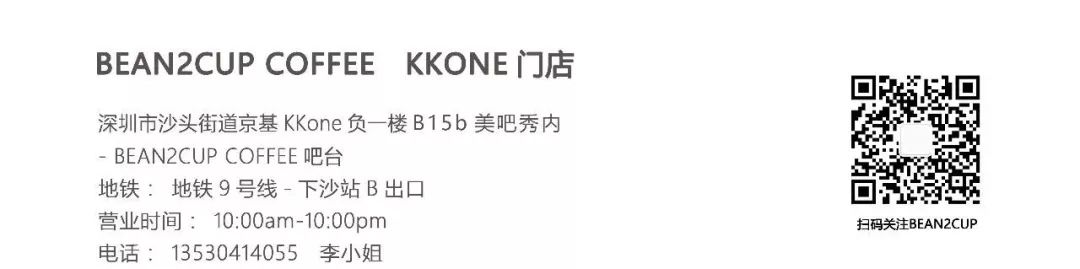 BEAN2CUP COFFEE KKONE 门店
深圳市沙头街道京基 KKone 负一楼 B15b 美吧秀内
- BEAN2CUP COFFEE 吧台
地铁： 地铁 9 号线 - 下沙站 B 出口
营业时间： 10:00am-10:00pm
电话： 13530414055 李小姐
扫码关注BEAN2CUP